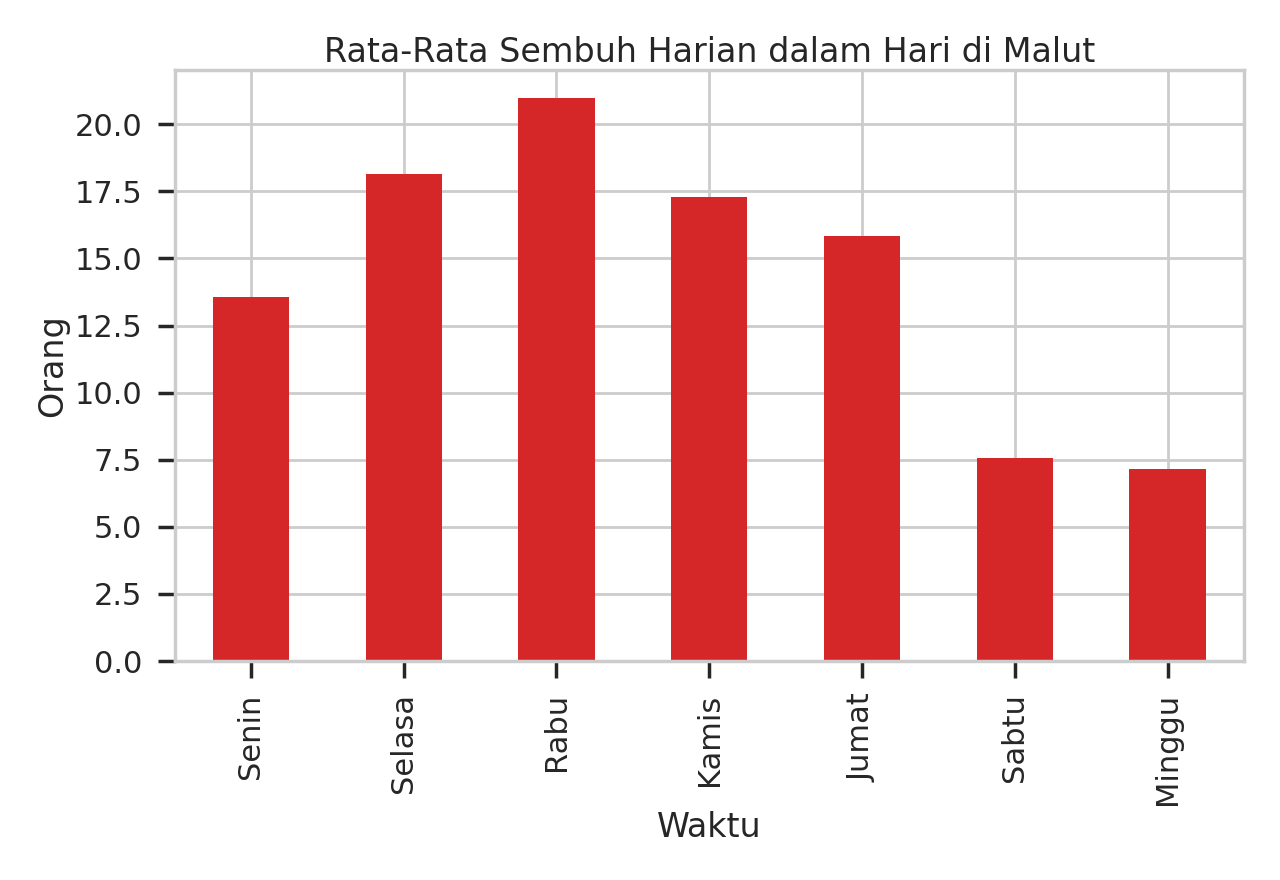 Rata-Rata Sembuh Harian dalam Hari di Malut
Orang
20.0
17.5
15.0
12.5
10.0
7.5
5.0
2.5
0.0
Senin
Selasa
Rabu
Kamis
Jumat
Sabtu
Minggu
Waktu